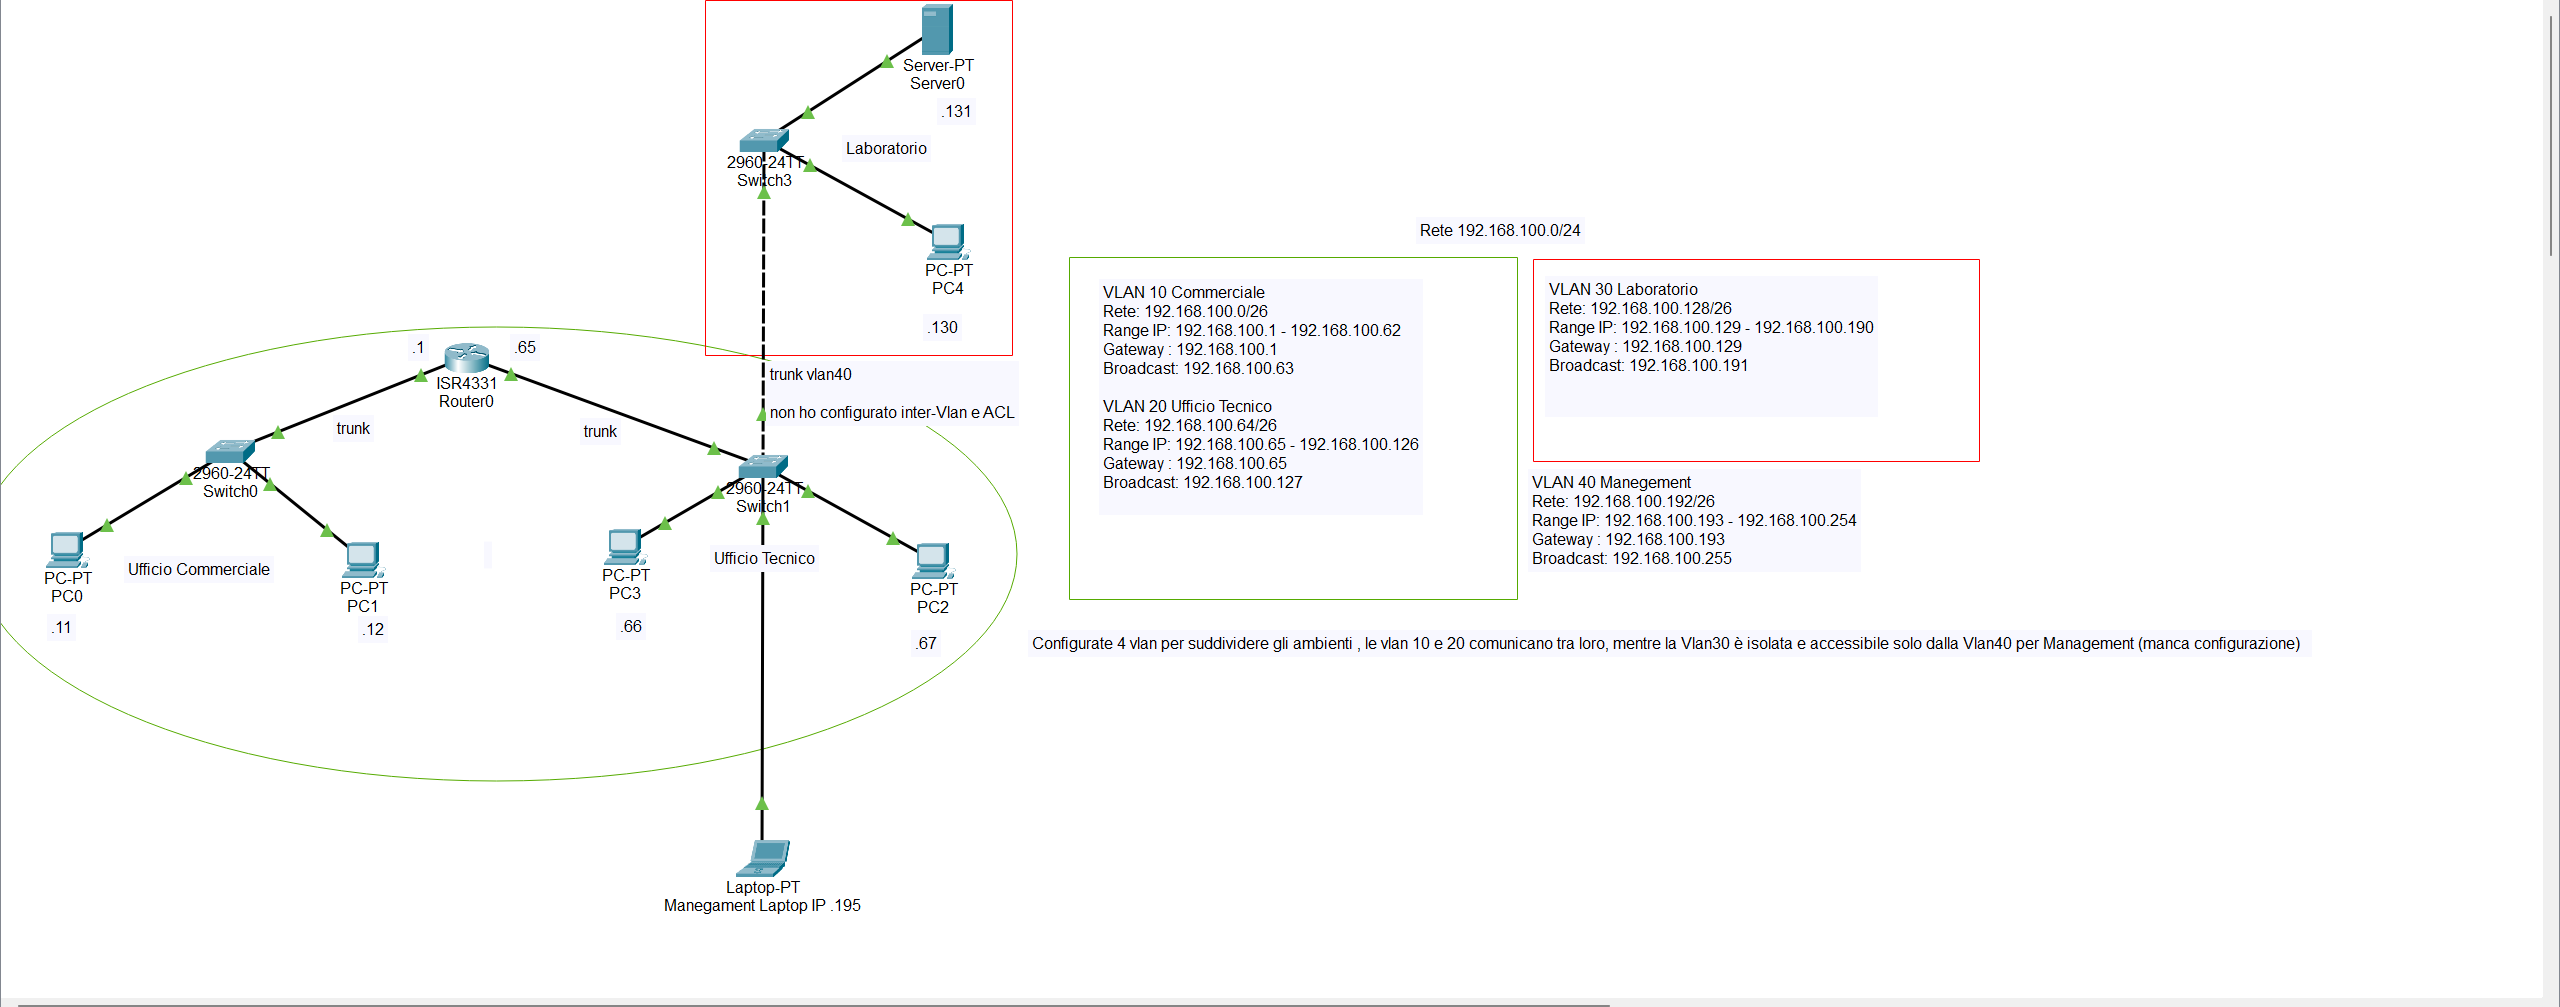 Server-PT
Server0
.131
Laboratorio
2960-24TT
Switch3
PC-PT
PC4
.130
.1
.65
ISR4331
Router0
trunk
trunk
trunk vlan40
non ho configurato inter-Vlan e ACL
2960-24TT
Switch0
2960-24TT
Switch1
PC-PT
PC0
.11
Ufficio Commerciale
PC-PT
PC1
.12
PC-PT
PC3
.66
Ufficio Tecnico
PC-PT
PC2
.67
Laptop-PT
Manegament Laptop IP .195
Rete 192.168.100.0/24
VLAN 10 Commerciale
Rete: 192.168.100.0/26
Range IP: 192.168.100.1 - 192.168.100.62
Gateway : 192.168.100.1
Broadcast: 192.168.100.63
VLAN 20 Ufficio Tecnico
Rete: 192.168.100.64/26
Range IP: 192.168.100.65 - 192.168.100.126
Gateway : 192.168.100.65
Broadcast: 192.168.100.127
VLAN 30 Laboratorio
Rete: 192.168.100.128/26
Range IP: 192.168.100.129 - 192.168.100.190
Gateway : 192.168.100.129
Broadcast: 192.168.100.191
VLAN 40 Manegement
Rete: 192.168.100.192/26
Range IP: 192.168.100.193 - 192.168.100.254
Gateway : 192.168.100.193
Broadcast: 192.168.100.255
Configurate 4 vlan per suddividere gli ambienti , le vlan 10 e 20 comunicano tra loro, mentre la Vlan30 è isolata e accessibile solo dalla Vlan40 per Management (manca configurazione)